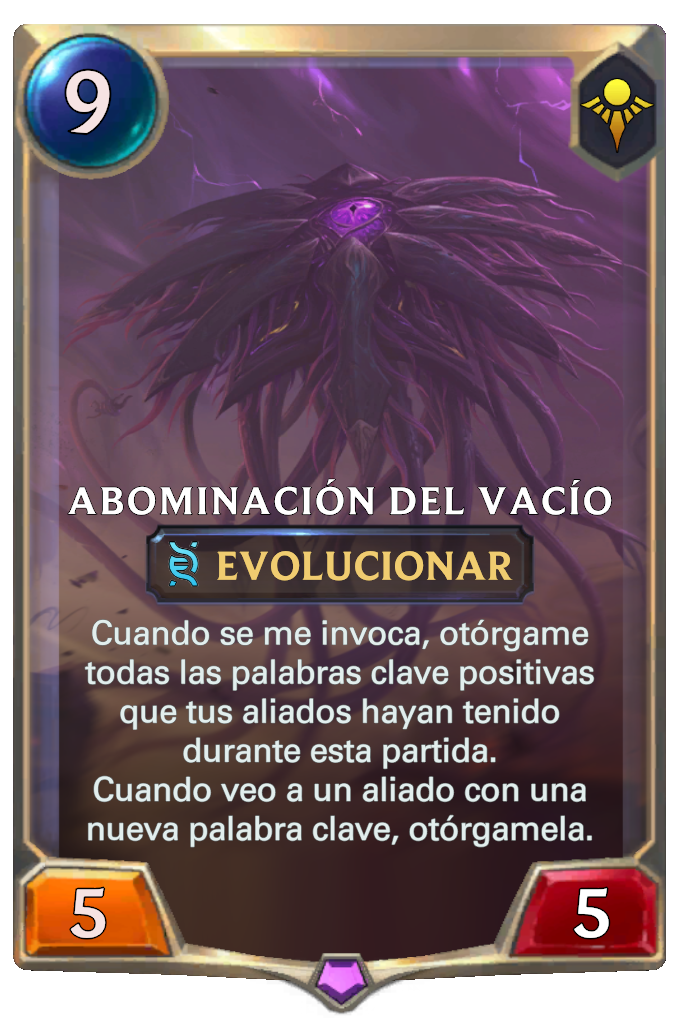 9
ABOMINACIÓN DEL VACÍO
EVOLUCIONAR
Cuando se me invoca, otórgame
todas las palabras clave positivas
que tus aliados hayan tenido
durante esta partida.
Cuando veo a un aliado con una
nueva palabra clave, otórgamela.
5
5